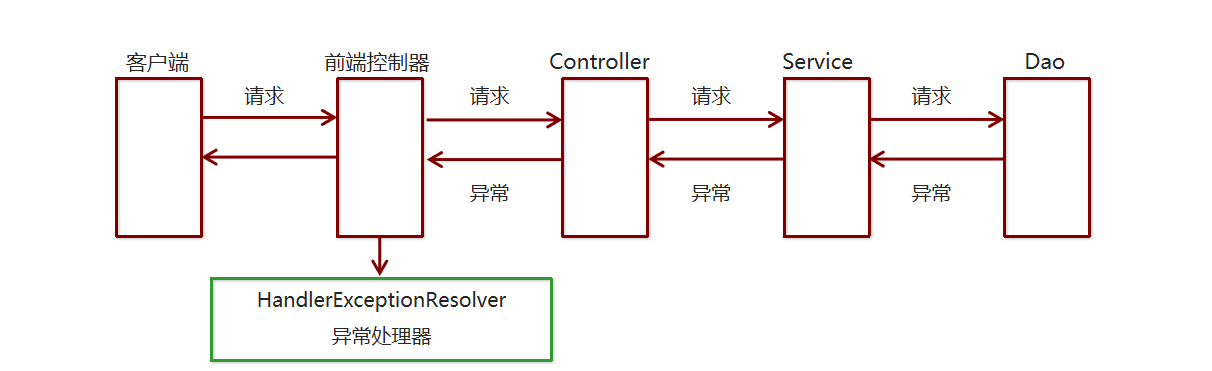 客户端
前端控制器
Controller
Service
Dao
请求
请求
请求
请求
异常
异常
异常
HandlerExceptionResolver
异常处理器